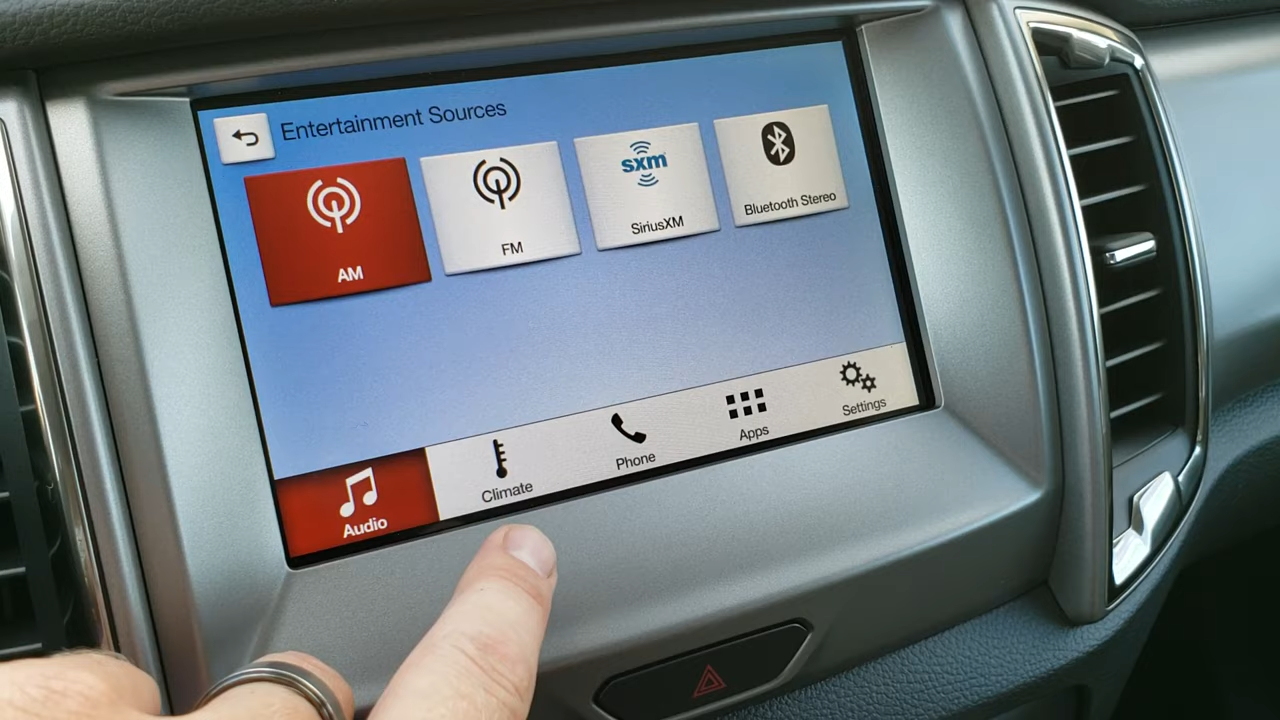 Entertainment Sources
AM
FM
sxm
SiriusXM
Bluetooth Stereo
Audio
Climate
Phone
Apps
Settings